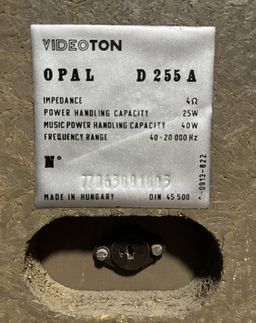 VIDEOTON
OPAL D 255 A
IMPEDANCE 4Ω
POWER HANDLING CAPACITY 25W
MUSIC POWER HANDLING CAPACITY 40W
FREQUENCY RANGE 40-20 000 Hz
N°
MADE IN HUNGARY DIN 45 500